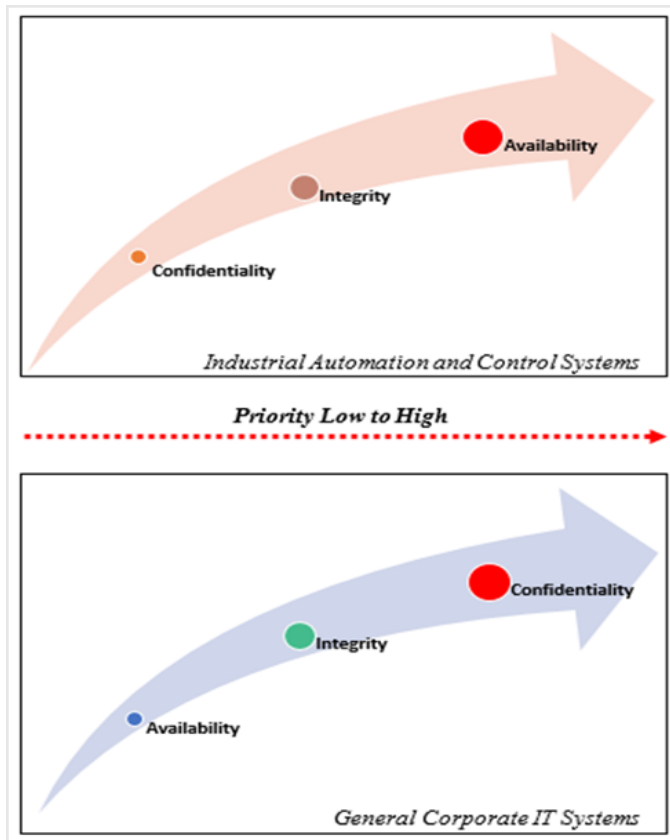 Availability
Integrity
Confidentiality
Industrial Automation and Control Systems
Priority Low to High
Confidentiality
Integrity
Availability
General Corporate IT Systems